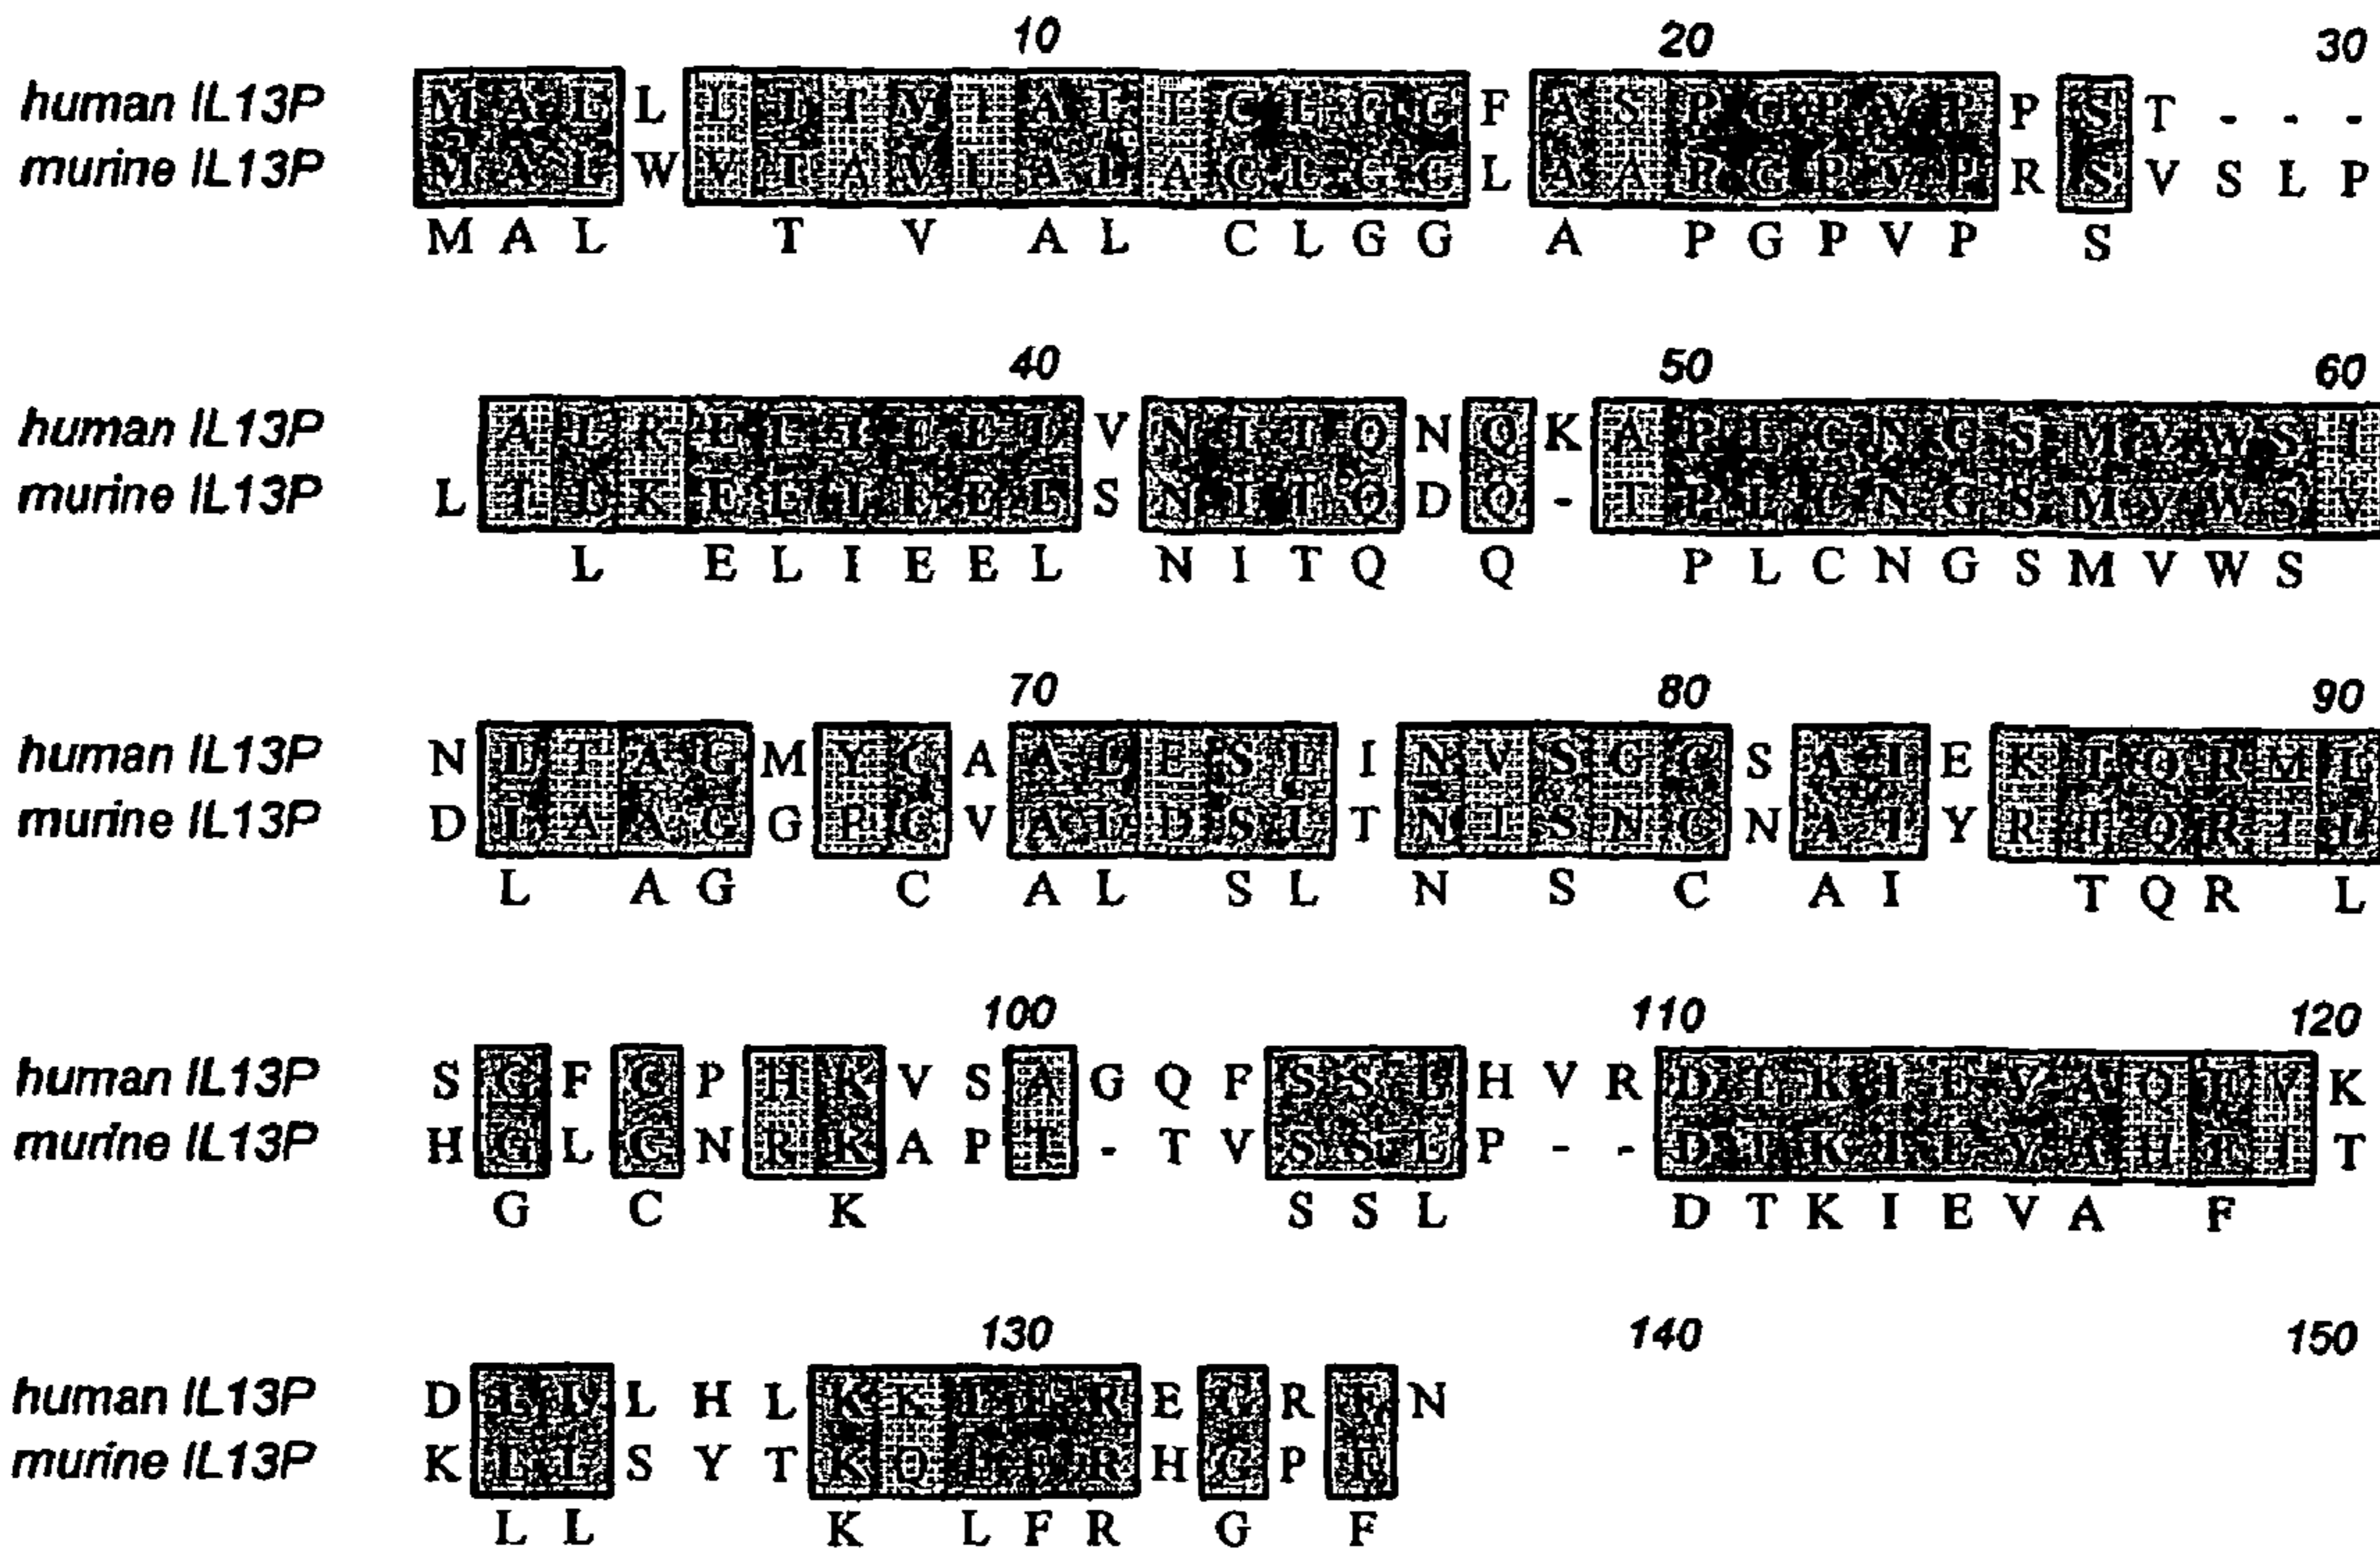 10 20 30
human IL13P M A L L L T T V I A L T C L G G F A S P G P V P P S T - - -
murine IL13P M A L W V T A V L A L A C L G G L A A P G P V P R S V S L P
M A L T V A L C L G G A P G P V P S
40 50 60
human IL13P A L R E L I E E L V N I T Q N Q K A P L C N G S M V W S I
murine IL13P L T L K E L I E E L S N I T Q D Q - T P L C N G S M V W S V
L E L I E E L N I T Q Q P L C N G S M V W S
70 80 90
human IL13P N L T A G M Y C A A L E S L I N V S G C S A I E K T Q R M L
murine IL13P D L A A G G F C V A L D S L T N I S N C N A I Y R T Q R I L
L A G C A L S L N S C A I T Q R L
100 110 120
human IL13P S G F C P H K V S A G Q F S S L H V R D T K I E V A Q F V K
murine IL13P H G L C N R K A P T - T V S S L P - - D T K I E V A H F I T
G C K S S L D T K I E V A F
130 140 150
human IL13P D L L L H L K K L F R E G R F N
murine IL13P K L L S Y T K Q L F R H G P F
L L K L F R G F